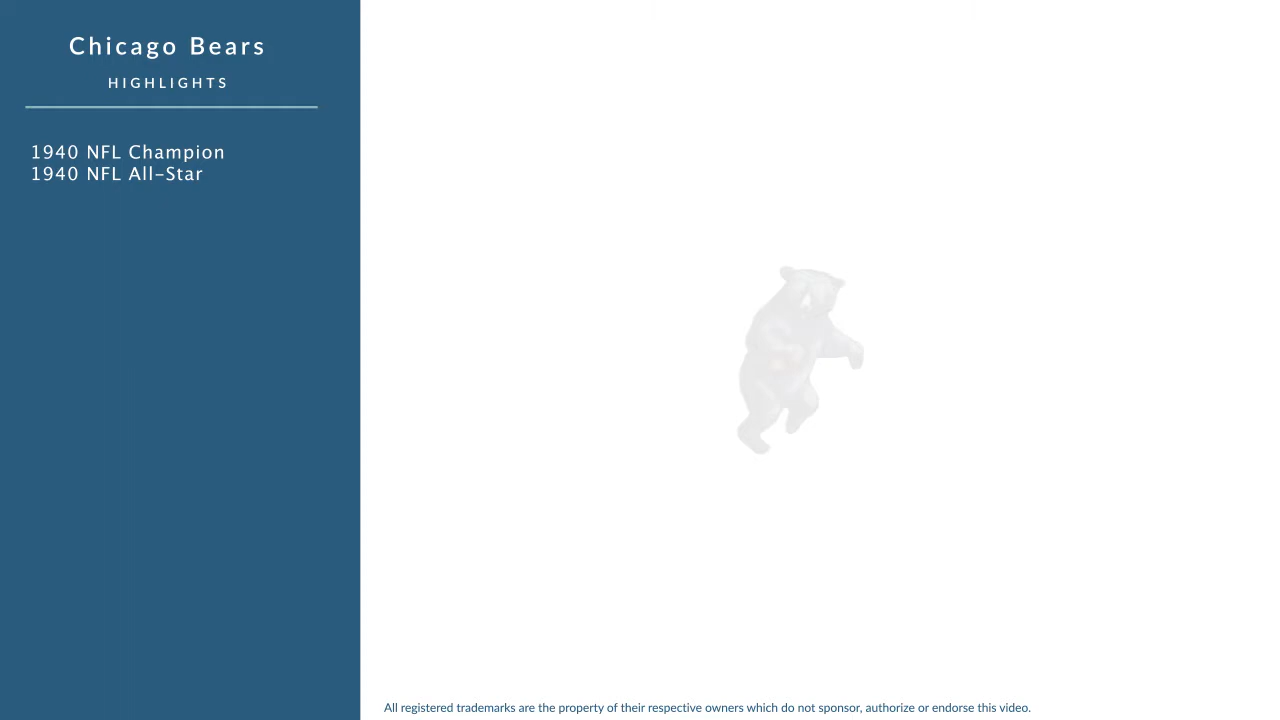 Chicago Bears
HIGHLIGHTS
1940 NFL Champion
1940 NFL All-Star
All registered trademarks are the property of their respective owners which do not sponsor, authorize or endorse this video.